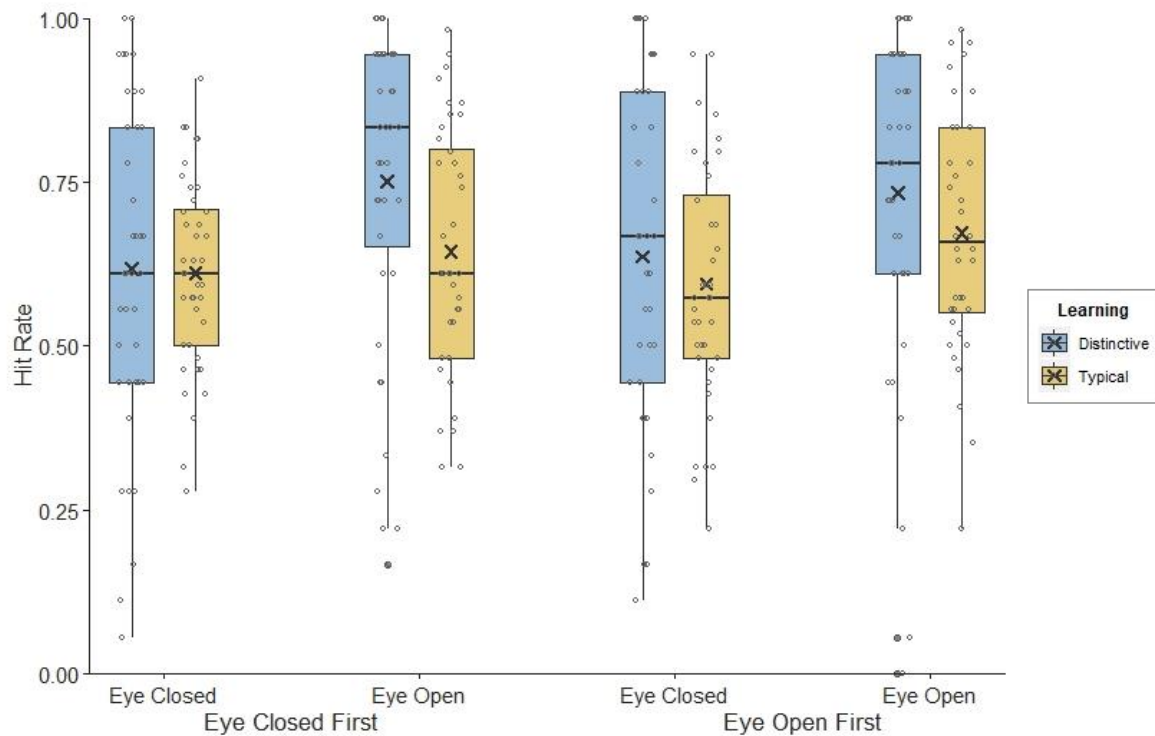 1.00
0.75
0.50
0.25
0.00
Hit Rate
Eye Closed Eye Open Eye Closed Eye Open
Eye Closed First Eye Open First
Learning
Distinctive
Typical